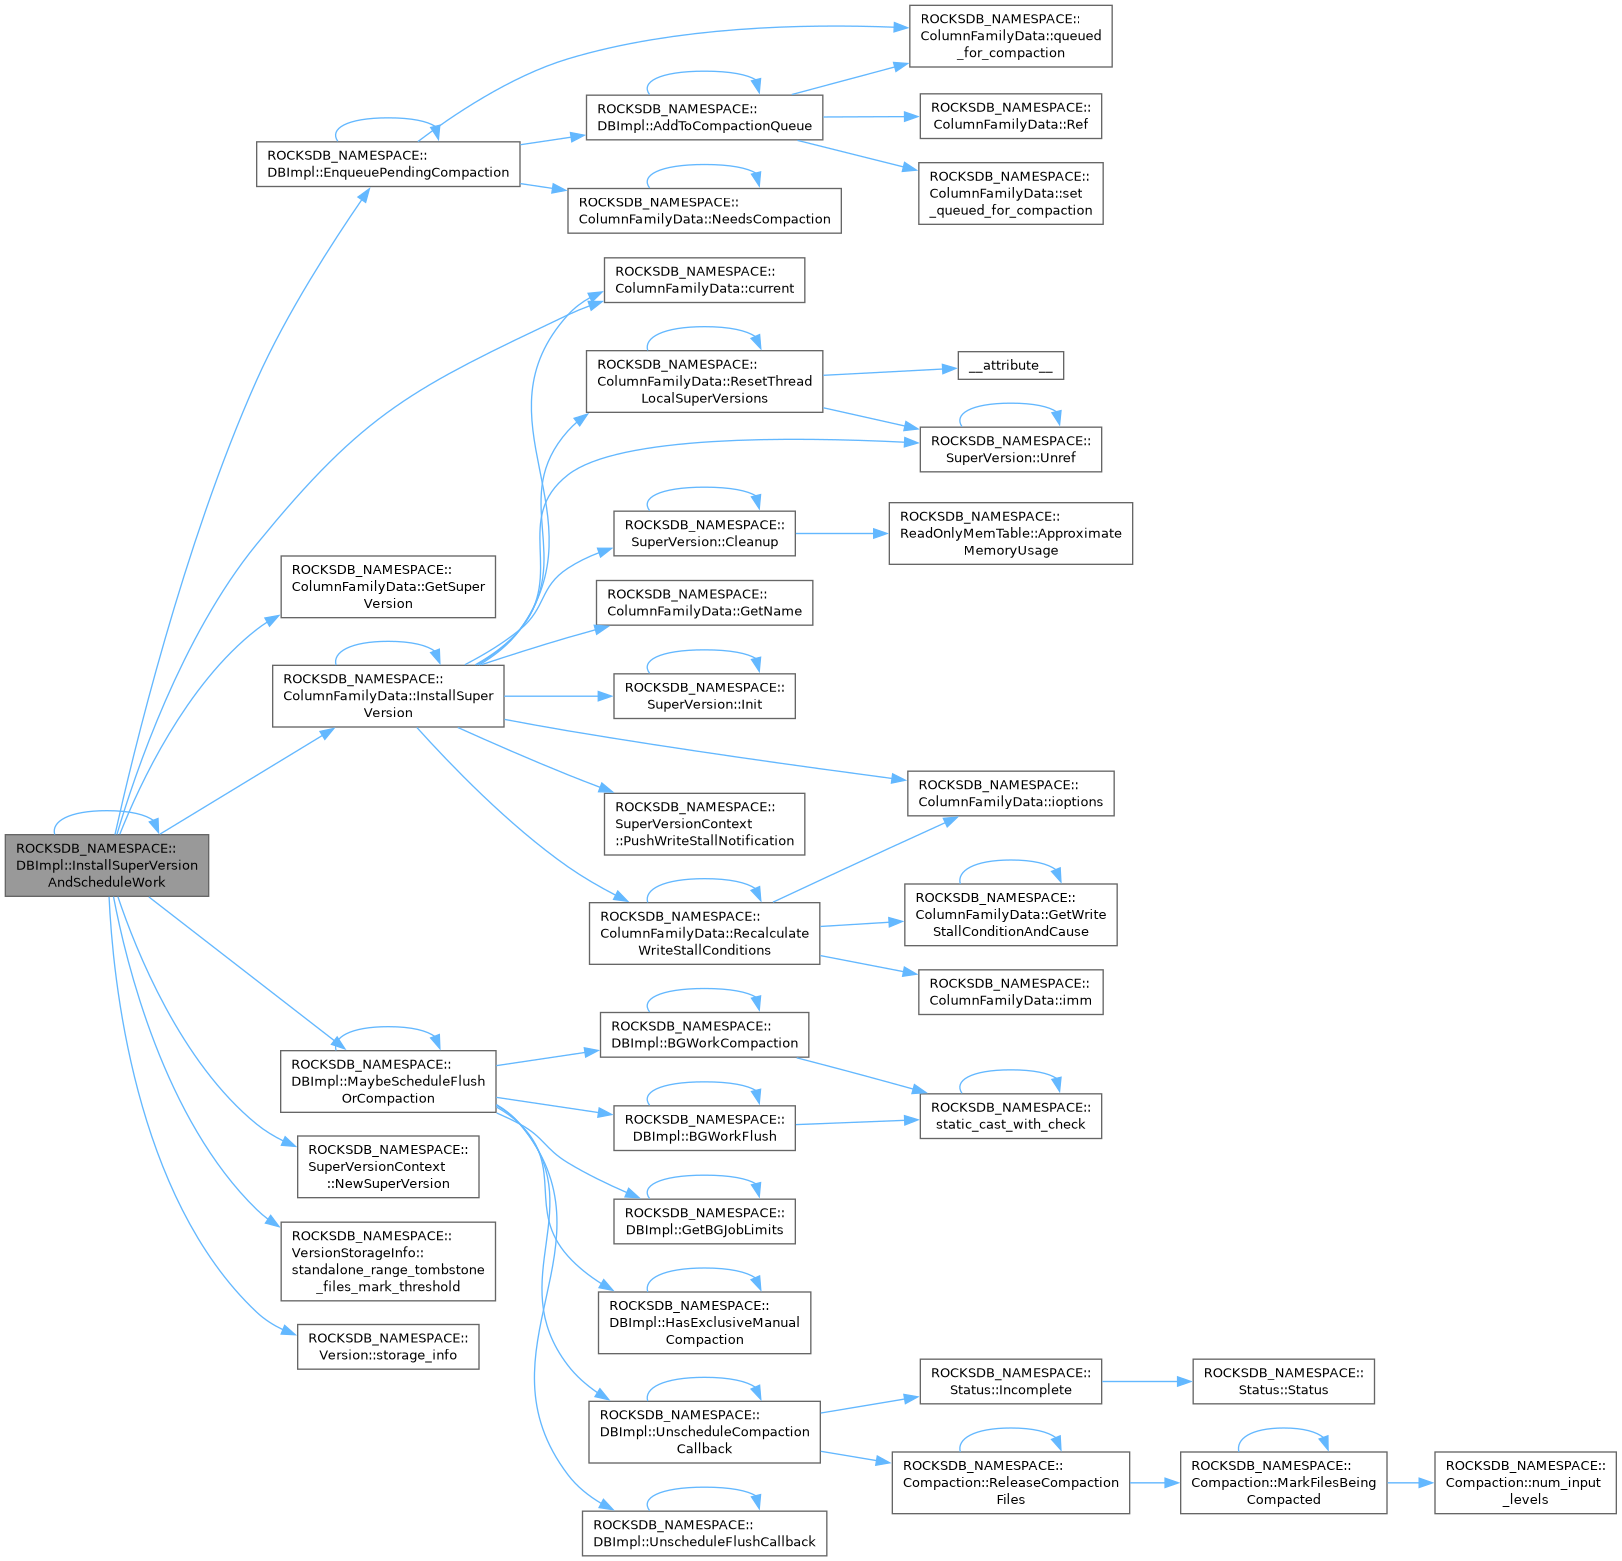 ROCKSDB_NAMESPACE::
ColumnFamilyData::queued
_for_compaction
ROCKSDB_NAMESPACE::
DBImpl::AddToCompactionQueue
ROCKSDB_NAMESPACE::
ColumnFamilyData::Ref
ROCKSDB_NAMESPACE::
DBImpl::EnqueuePendingCompaction
ROCKSDB_NAMESPACE::
ColumnFamilyData::set
_queued_for_compaction
ROCKSDB_NAMESPACE::
ColumnFamilyData::NeedsCompaction
ROCKSDB_NAMESPACE::
ColumnFamilyData::current
ROCKSDB_NAMESPACE::
ColumnFamilyData::ResetThread
LocalSuperVersions
__attribute__
ROCKSDB_NAMESPACE::
SuperVersion::Unref
ROCKSDB_NAMESPACE::
SuperVersion::Cleanup
ROCKSDB_NAMESPACE::
ReadOnlyMemTable::Approximate
MemoryUsage
ROCKSDB_NAMESPACE::
ColumnFamilyData::GetSuper
Version
ROCKSDB_NAMESPACE::
ColumnFamilyData::GetName
ROCKSDB_NAMESPACE::
ColumnFamilyData::InstallSuper
Version
ROCKSDB_NAMESPACE::
SuperVersion::Init
ROCKSDB_NAMESPACE::
ColumnFamilyData::ioptions
ROCKSDB_NAMESPACE::
SuperVersionContext
::PushWriteStallNotification
ROCKSDB_NAMESPACE::
DBImpl::InstallSuperVersion
AndScheduleWork
ROCKSDB_NAMESPACE::
ColumnFamilyData::GetWrite
StallConditionAndCause
ROCKSDB_NAMESPACE::
ColumnFamilyData::Recalculate
WriteStallConditions
ROCKSDB_NAMESPACE::
ColumnFamilyData::imm
ROCKSDB_NAMESPACE::
DBImpl::BGWorkCompaction
ROCKSDB_NAMESPACE::
DBImpl::MaybeScheduleFlush
OrCompaction
ROCKSDB_NAMESPACE::
static_cast_with_check
ROCKSDB_NAMESPACE::
DBImpl::BGWorkFlush
ROCKSDB_NAMESPACE::
SuperVersionContext
::NewSuperVersion
ROCKSDB_NAMESPACE::
DBImpl::GetBGJobLimits
ROCKSDB_NAMESPACE::
VersionStorageInfo::
standalone_range_tombstone
_files_mark_threshold
ROCKSDB_NAMESPACE::
DBImpl::HasExclusiveManual
Compaction
ROCKSDB_NAMESPACE::
Version::storage_info
ROCKSDB_NAMESPACE::
Status::Incomplete
ROCKSDB_NAMESPACE::
Status::Status
ROCKSDB_NAMESPACE::
DBImpl::UnscheduleCompaction
Callback
ROCKSDB_NAMESPACE::
Compaction::ReleaseCompaction
Files
ROCKSDB_NAMESPACE::
Compaction::MarkFilesBeing
Compacted
ROCKSDB_NAMESPACE::
Compaction::num_input
_levels
ROCKSDB_NAMESPACE::
DBImpl::UnscheduleFlushCallback